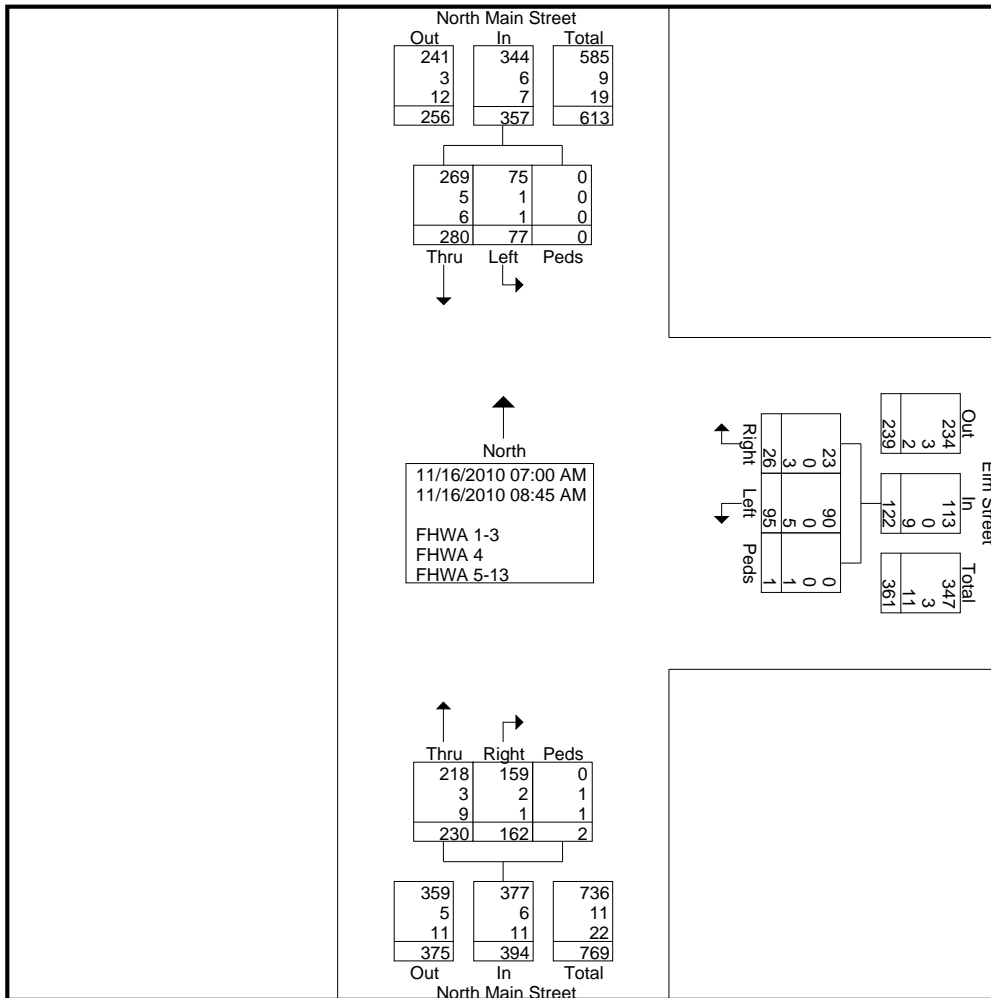 North Main Street
Out In Total
241 344 585
3 6 9
12 7 19
256 357 613
269 75 0
5 1 0
6 1 0
280 77 0
Thru Left Peds
Out
234
3
2
239
Elm Street
In
113
0
9
122
Total
347
3
11
361
Right
23
0
3
26
Left
90
0
5
95
Peds
0
0
1
1
North
11/16/2010 07:00 AM
11/16/2010 08:45 AM
FHWA 1-3
FHWA 4
FHWA 5-13
Thru Right Peds
218 159 0
3 2 1
9 1 1
230 162 2
359 377 736
5 6 11
11 11 22
375 394 769
Out In Total
North Main Street